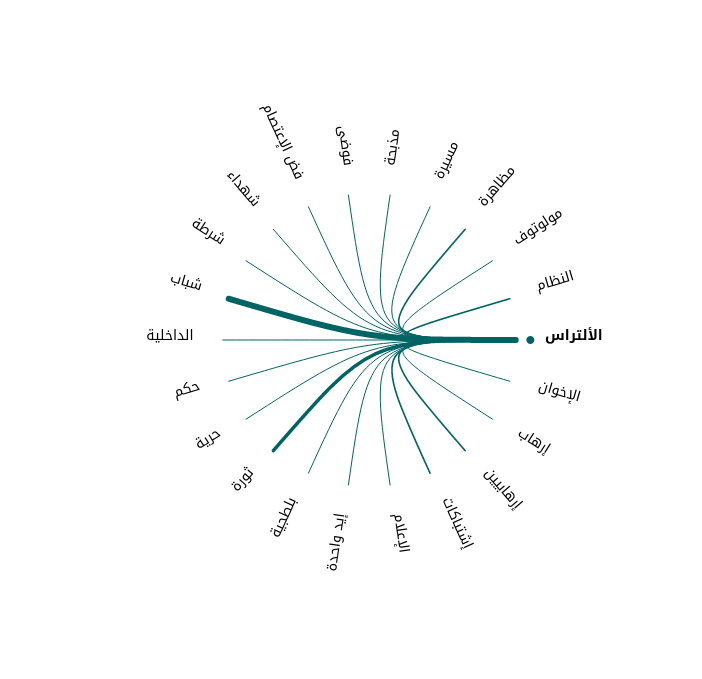 الألتراس
النظام
مولوتوف
مظاهرة
مسيرة
مذبحة
فوضى
فض الإعتصام
شهداء
شرطة
شباب
الداخلية
حكم
حرية
ثورة
بلطجية
إيد واحدة
الإعلام
إشتباكات
إرهابيين
إرهاب
الإخوان